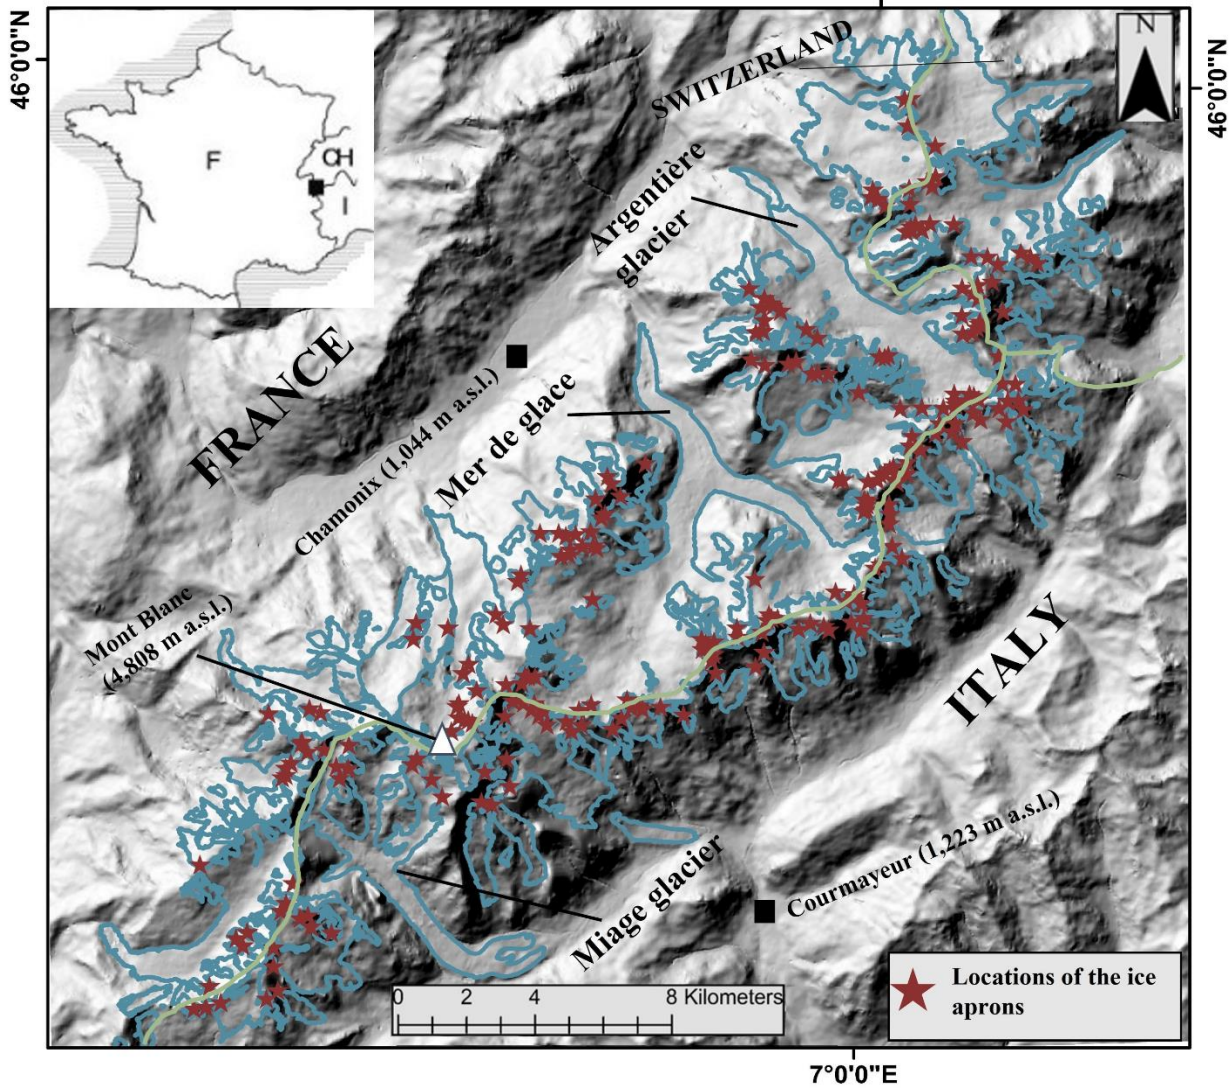 46°0'0"N
46°0'0"N
F
CH
I
N
SWITZERLAND
Argentière
glacier
FRANCE
Chamonix (1,044 m a.s.l.)
Mer de glace
Mont Blanc
(4,808 m a.s.l.)
ITALY
Courmayeur (1,223 m a.s.l.)
Miage glacier
0 2 4 8 Kilometers
Locations of the ice
aprons
7°0'0"E